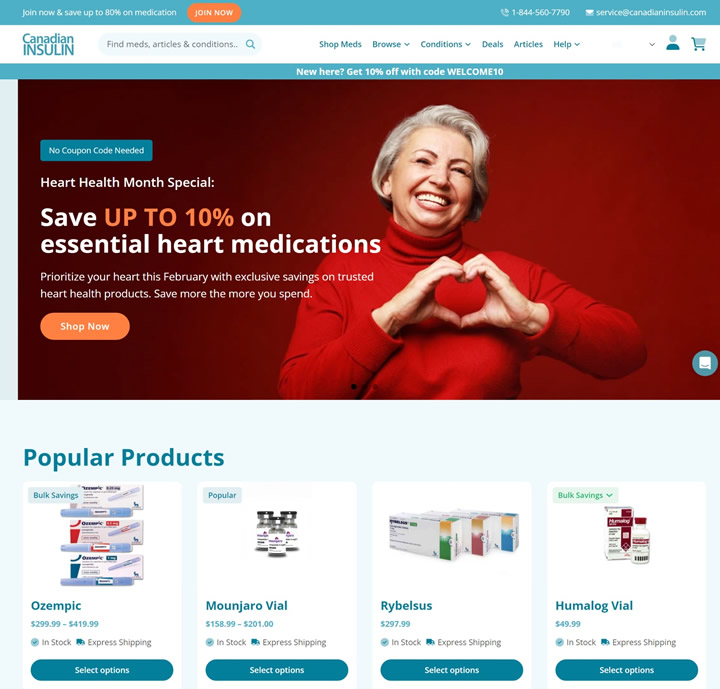 Join now & save up to 80% on medication JOIN NOW 1-844-560-7790 service@canadianinsulin.com
Canadian
INSULIN
Find meds, articles & conditions.. Shop Meds Browse Conditions Deals Articles Help
New here? Get 10% off with code WELCOME10
No Coupon Code Needed
Heart Health Month Special:
Save UP TO 10% on
essential heart medications
Prioritize your heart this February with exclusive savings on trusted
heart health products. Save more the more you spend.
Shop Now
Popular Products
Bulk Savings Popular Bulk Savings
OZEMPIC
OZEMPIC
OZEMPIC
RYBELSUS
Humalog
Ozempic Mounjaro Vial Rybelsus Humalog Vial
$299.99 – $419.99 $158.99 – $201.00 $297.99 $49.99
In Stock Express Shipping In Stock Express Shipping In Stock Express Shipping In Stock Express Shipping
Select options Select options Select options Select options